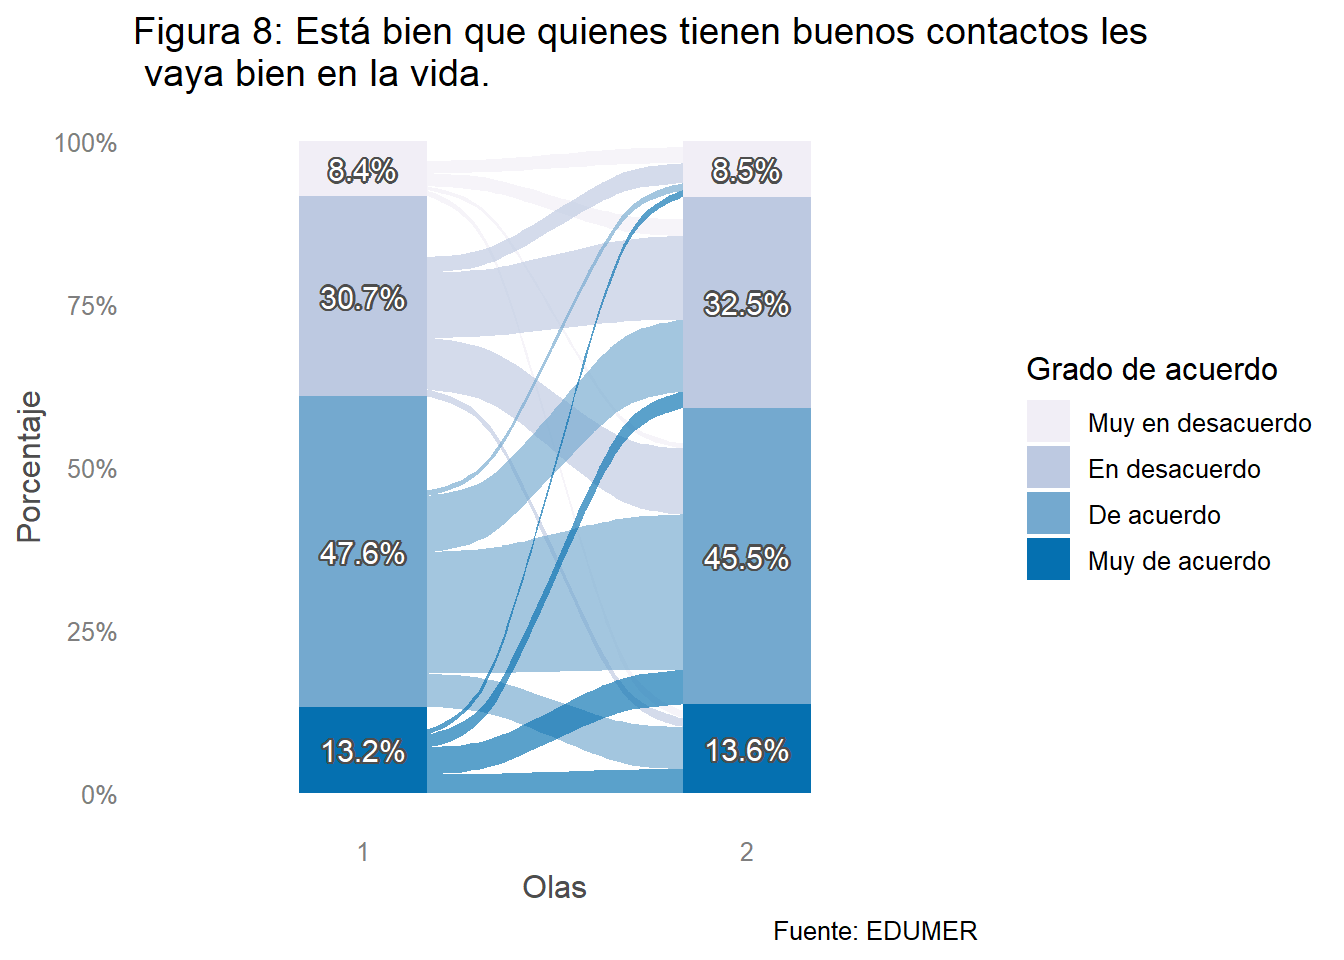 Figura 8: Está bien que quienes tienen buenos contactos les
vaya bien en la vida.
100%
75%
50%
25%
0%
Porcentaje
8.4%
30.7%
47.6%
13.2%
8.5%
32.5%
45.5%
13.6%
1
2
Olas
Grado de acuerdo
Muy en desacuerdo
En desacuerdo
De acuerdo
Muy de acuerdo
Fuente: EDUMER